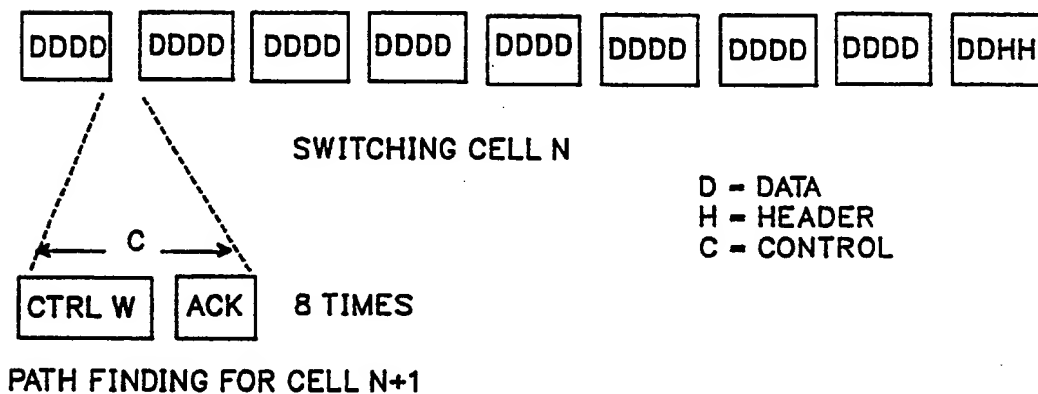 DDDD DDDD DDDD DDDD DDDD DDDD DDDD DDDD DDHH
SWITCHING CELL N
D = DATA
H = HEADER
C = CONTROL
C
CTRL W ACK 8 TIMES
PATH FINDING FOR CELL N+1